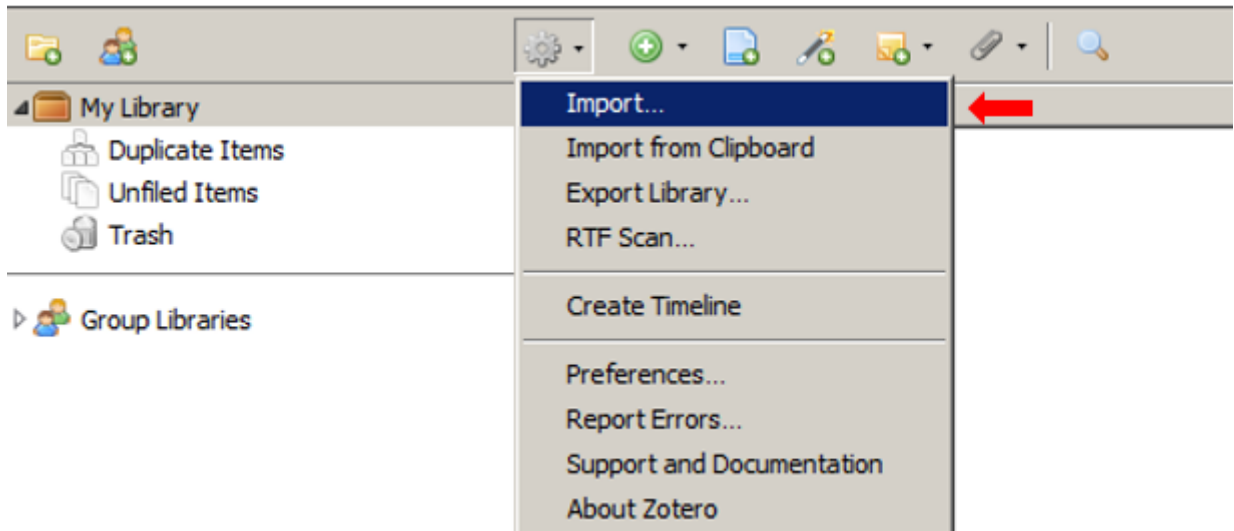 My Library
Duplicate Items
Unfiled Items
Trash
Group Libraries
Import...
Import from Clipboard
Export Library...
RTF Scan...
Create Timeline
Preferences...
Report Errors...
Support and Documentation
About Zotero